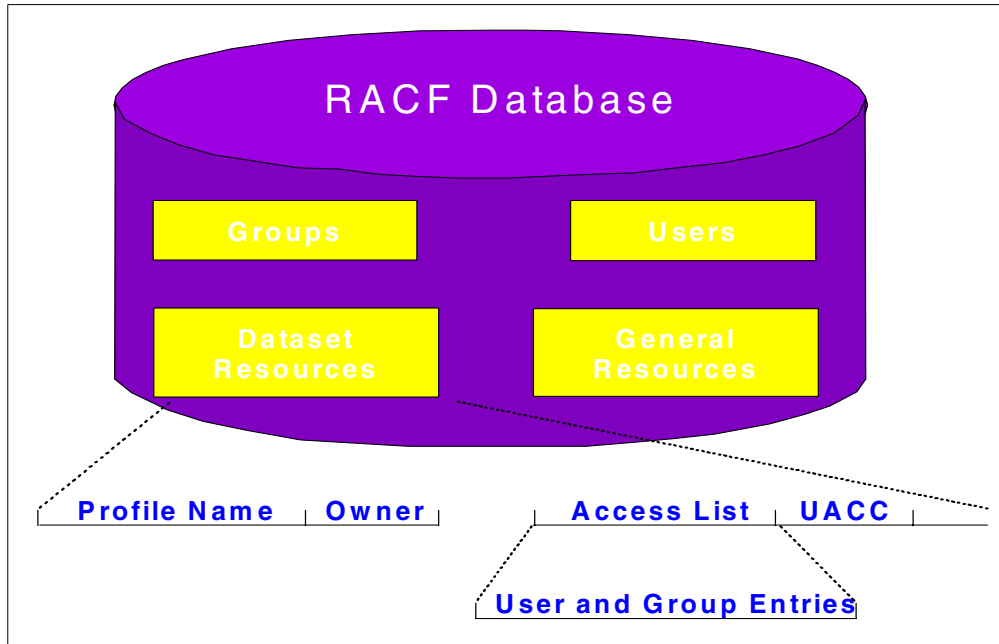 RACF Database
Groups
Users
Dataset
Resources
General
Resources
Profile Name
Owner
Access List
UACC
User and Group Entries